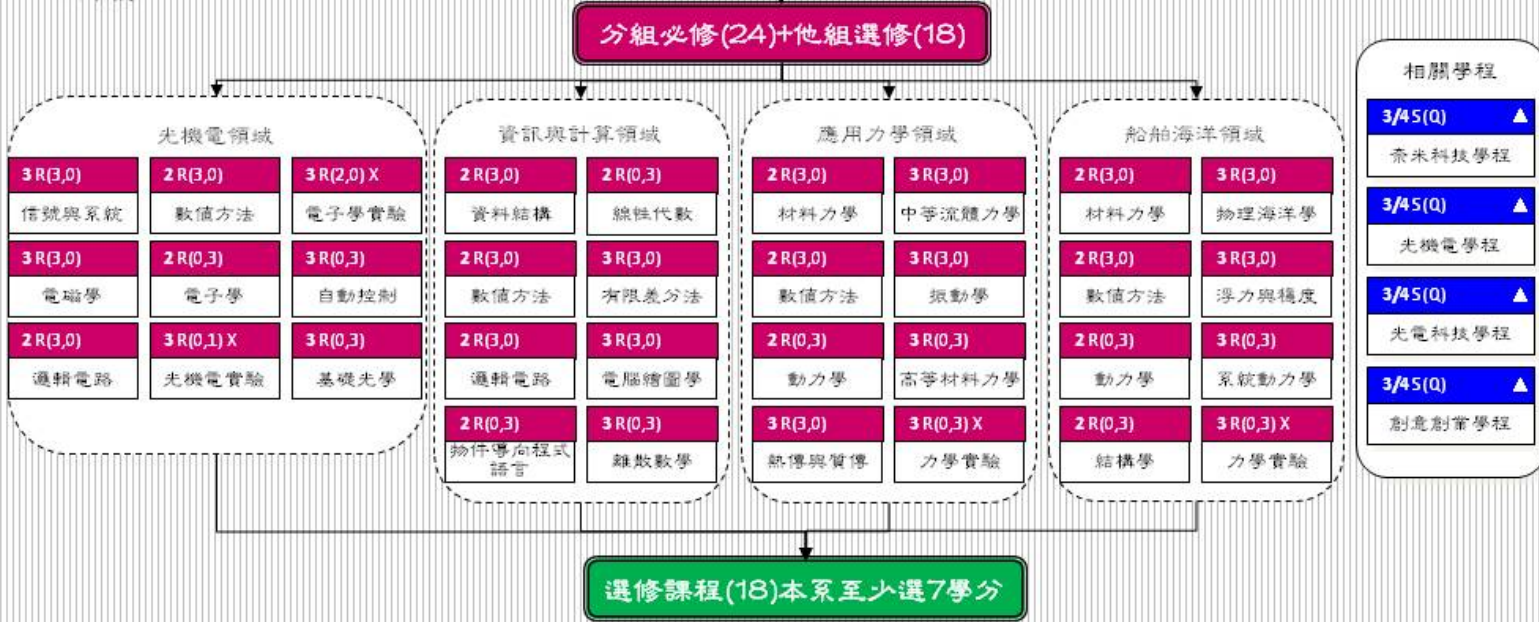 分組必修(24)+他組選修(18)
光機電領域
3 R(3,0)
信號與系統
2 R(3,0)
數值方法
3 R(2,0) X
電子學實驗
3 R(3,0)
電磁學
2 R(0,3)
電子學
3 R(0,3)
自動控制
2 R(3,0)
邏輯電路
3 R(0,1) X
光機電實驗
3 R(0,3)
基礎光學
資訊與計算領域
2 R(3,0)
資料結構
2 R(0,3)
線性代數
2 R(3,0)
數值方法
3 R(3,0)
有限差分法
2 R(3,0)
邏輯電路
3 R(3,0)
電腦繪圖學
2 R(0,3)
物件導向程式
語言
3 R(0,3)
離散數學
應用力學領域
2 R(3,0)
材料力學
3 R(3,0)
中等流體力學
2 R(3,0)
數值方法
3 R(3,0)
振動學
2 R(0,3)
動力學
3 R(0,3)
高等材料力學
3 R(3,0)
熱傳與質傳
3 R(0,3) X
力學實驗
船舶海洋領域
2 R(3,0)
材料力學
3 R(3,0)
物理海洋學
2 R(3,0)
數值方法
3 R(3,0)
浮力與穩度
2 R(0,3)
動力學
3 R(0,3)
系統動力學
2 R(0,3)
結構學
3 R(0,3) X
力學實驗
相關學程
3/4S(Q) ▲
奈米科技學程
3/4S(Q) ▲
光機電學程
3/4S(Q) ▲
光電科技學程
3/4S(Q) ▲
創意創業學程
選修課程(18)本系至少選7學分